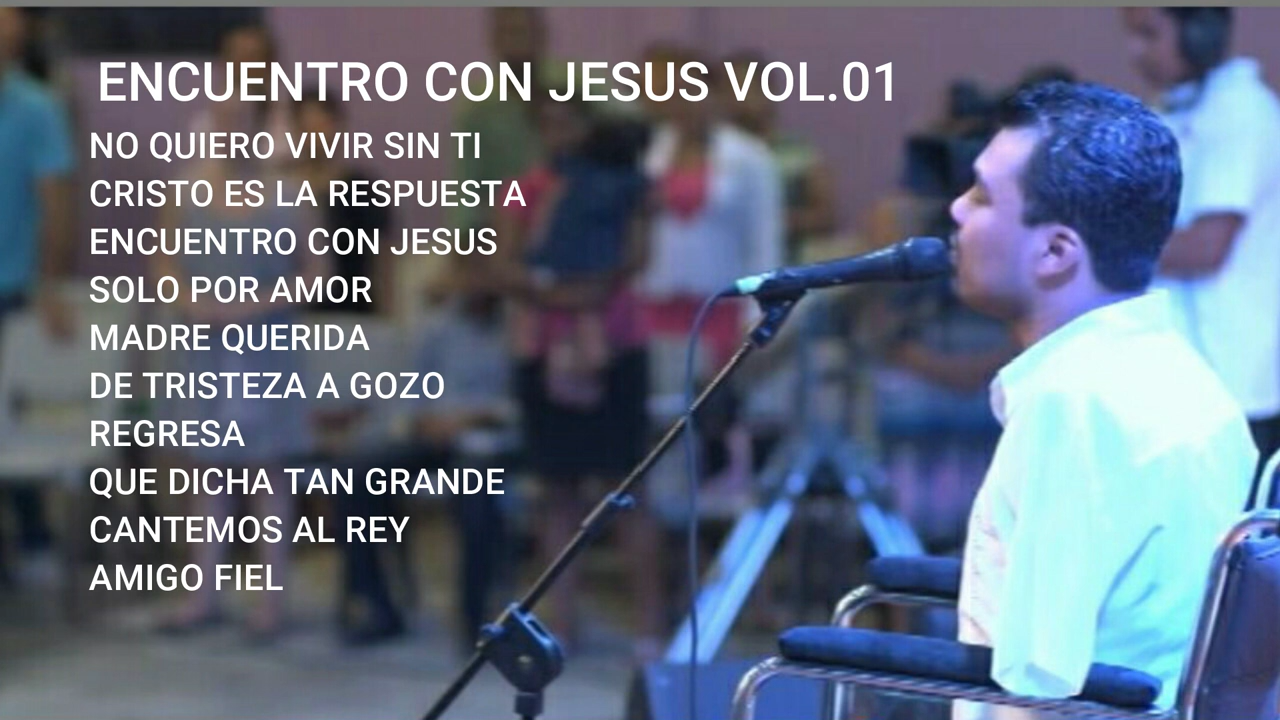 ENCUENTRO CON JESUS VOL.01
NO QUIERO VIVIR SIN TI
CRISTO ES LA RESPUESTA
ENCUENTRO CON JESUS
SOLO POR AMOR
MADRE QUERIDA
DE TRISTEZA A GOZO
REGRESA
QUE DICHA TAN GRANDE
CANTEMOS AL REY
AMIGO FIEL